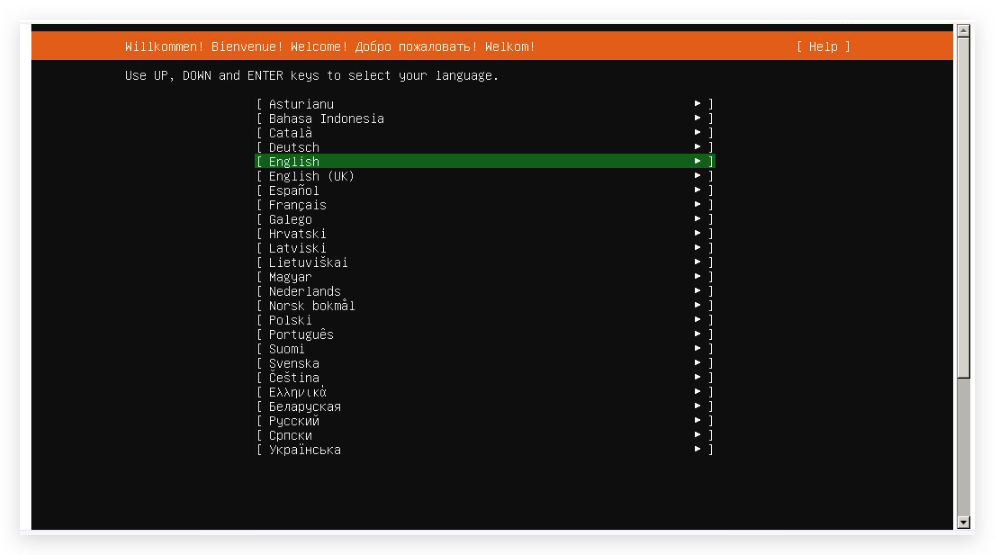 Willkommen! Bienvenue! Welcome! Добро пожаловать! Welkom! [ Help ]
Use UP, DOWN and ENTER keys to select your language.
[ Asturianu ► ]
[ Bahasa Indonesia ► ]
[ Català ► ]
[ Deutsch ► ]
[ English ► ]
[ English (UK) ► ]
[ Español ► ]
[ Français ► ]
[ Galego ► ]
[ Hrvatski ► ]
[ Latviski ► ]
[ Lietuviškai ► ]
[ Magyar ► ]
[ Nederlands ► ]
[ Norsk bokmål ► ]
[ Polski ► ]
[ Português ► ]
[ Suomi ► ]
[ Svenska ► ]
[ Čeština ► ]
[ Ελληνικά ► ]
[ Беларуская ► ]
[ Русский ► ]
[ Српски ► ]
[ Українська ► ]